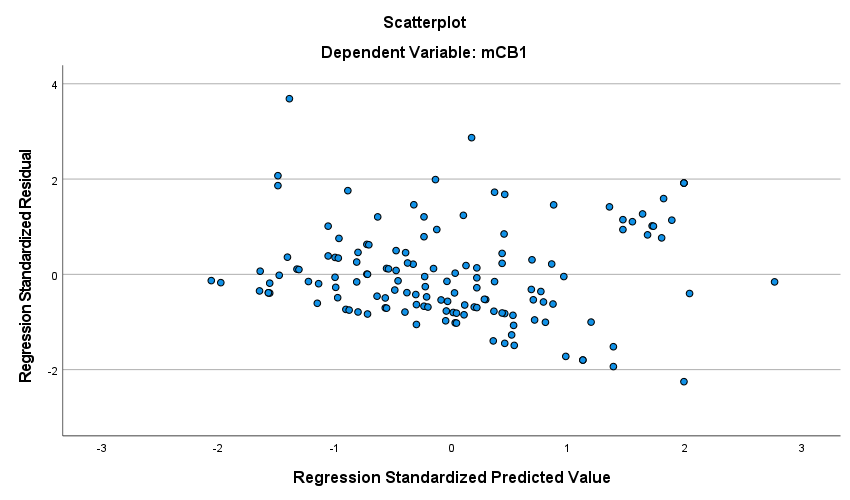 Scatterplot
Dependent Variable: mCB1
Regression Standardized Residual
4
2
0
-2
-3
-2
-1
0
1
2
3
Regression Standardized Predicted Value